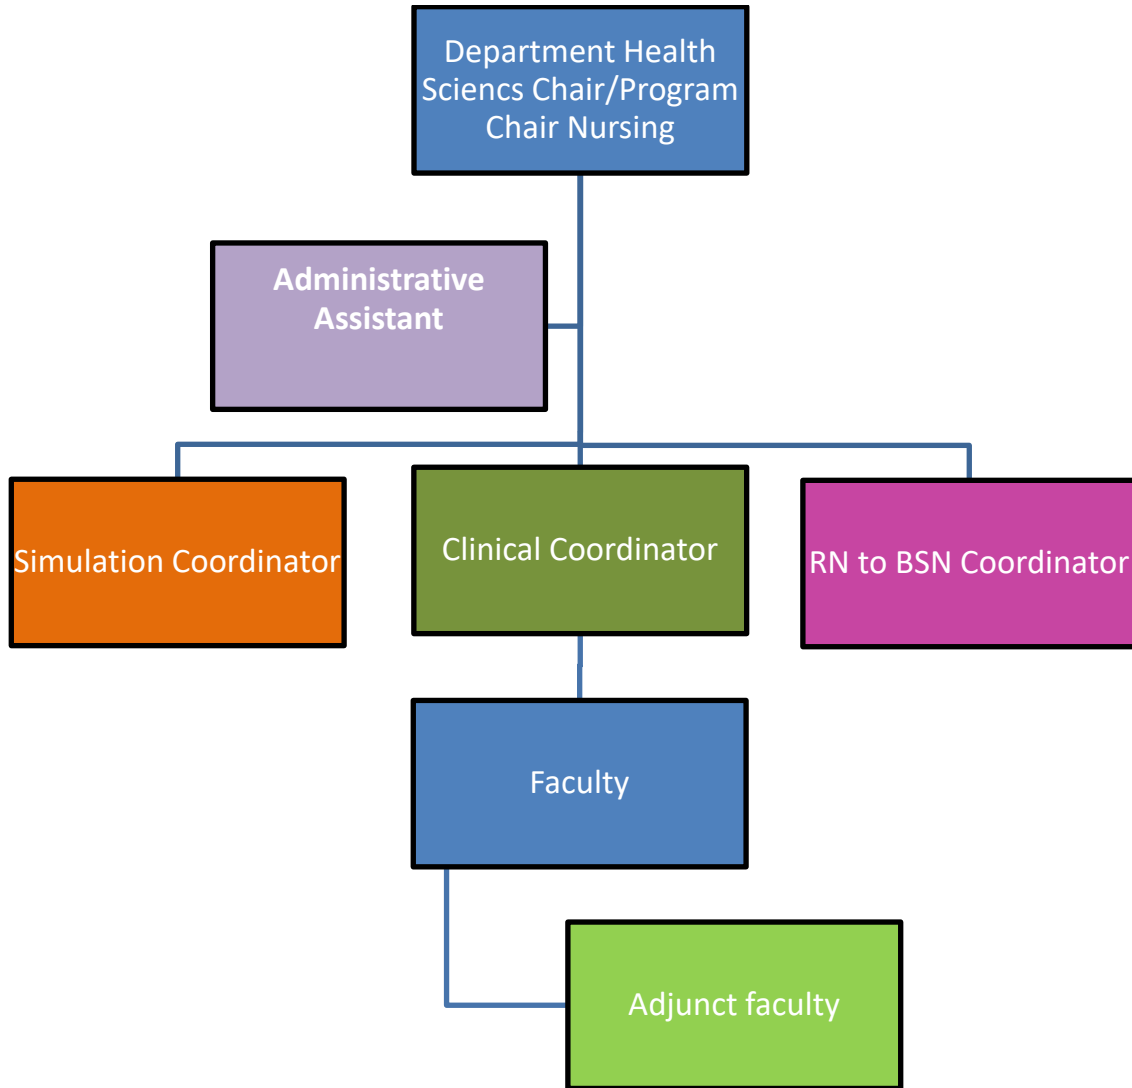 Department Health
Sciencs Chair/Program
Chair Nursing
Administrative
Assistant
Simulation Coordinator
Clinical Coordinator
RN to BSN Coordinator
Faculty
Adjunct faculty